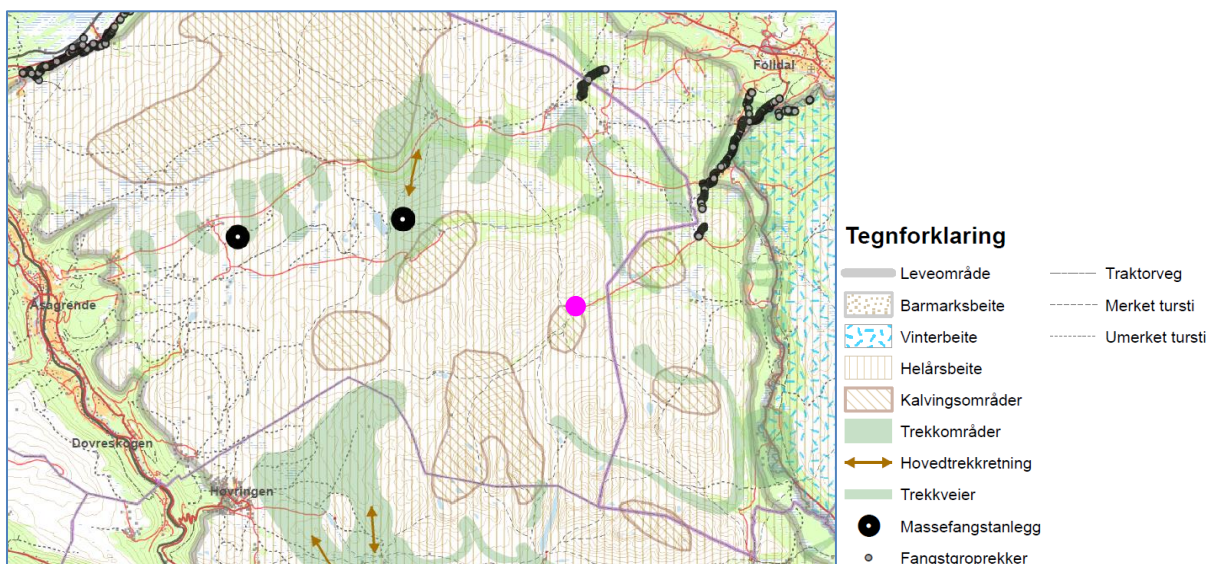 Folldal
Åsagrende
Dovreskogen
Høvringen
Tegnforklaring
Leveområde
Barmarksbeite
Vinterbeite
Helårsbeite
Kalvingsområder
Trekkområder
Hovedtrekkretning
Trekkveier
Massefangstanlegg
Fangstgroprekker
Traktorveg
Merket tursti
Umerket tursti